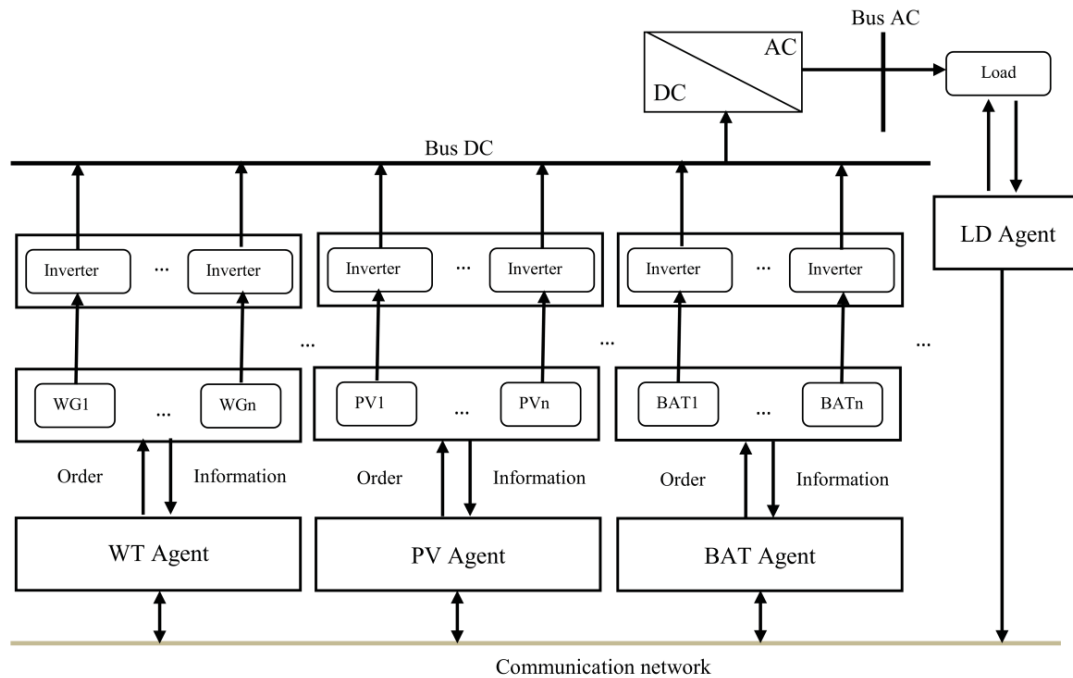 Bus AC
AC
DC
Load
Bus DC
LD Agent
Inverter ... Inverter
Inverter ... Inverter
Inverter ... Inverter
... ...
WG1 ... WGn
PV1 ... PVn
BAT1 ... BATn
Order Information
Order Information
Order Information
WT Agent
PV Agent
BAT Agent
Communication network